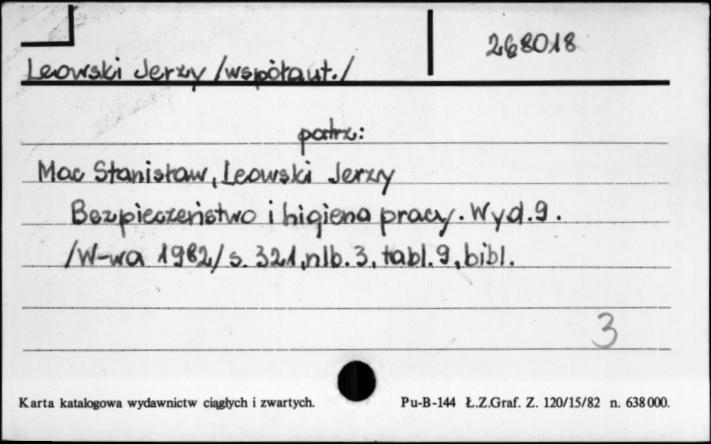 268018
Leowski Jerzy /współaut./
patrz:
Mac Stanisław, Leowski Jerzy
Bezpieczeństwo i higiena pracy. Wyd. 9.
/W-wa 1982/ s. 321, nlb. 3, tabl. 9, bibl.
3
Karta katalogowa wydawnictw ciągłych i zwartych. Pu-B-144 Ł.Z.Graf. Z. 120/15/82 n. 638000.